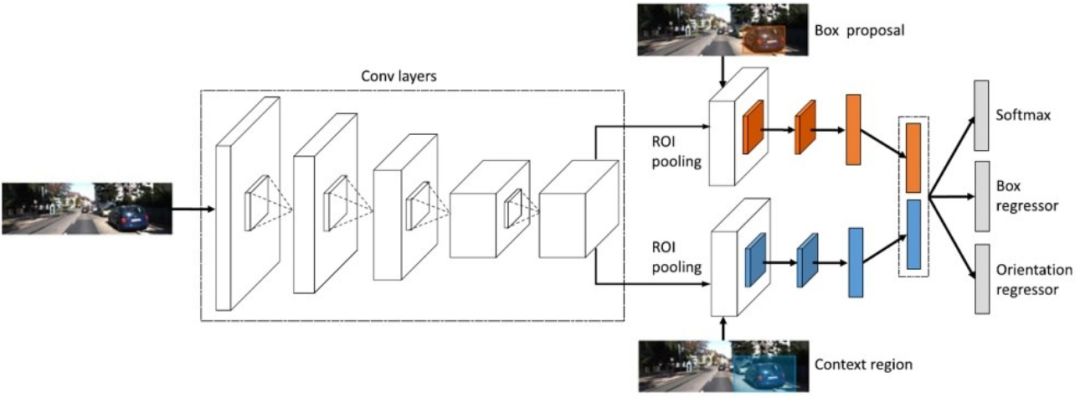 Box proposal
Conv layers
ROI
pooling
Softmax
Box
regressor
ROI
pooling
Orientation
regressor
Context region